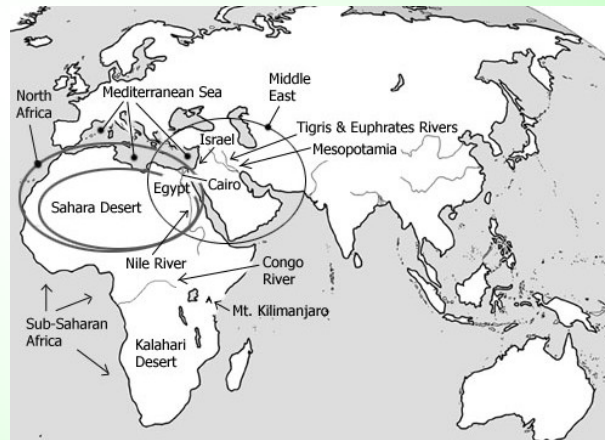 Middle
East
Mediterranean Sea
North
Africa
Israel
Tigris & Euphrates Rivers
Mesopotamia
Egypt
Cairo
Sahara Desert
Nile River
Congo
River
Mt. Kilimanjaro
Sub-Saharan
Africa
Kalahari
Desert